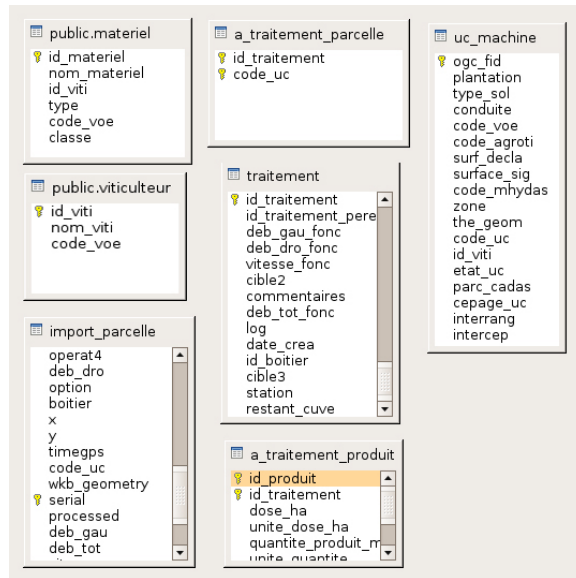 public.materiel
id_materiel
nom_materiel
id_viti
type
code_voe
classe
a_traitement_parcelle
id_traitement
code_uc
uc_machine
ogc_fid
plantation
type_sol
conduite
code_voe
code_agroti
surf_decla
surface_sig
code_mhydas
zone
the_geom
code_uc
id_viti
etat_uc
parc_cadas
cepage_uc
interrang
intercep
public.viticulteur
id_viti
nom_viti
code_voe
traitement
id_traitement
id_traitement_pere
deb_gau_fonc
deb_dro_fonc
vitesse_fonc
cible2
commentaires
deb_tot_fonc
log
date_crea
id_boitier
cible3
station
restant_cuve
import_parcelle
operat4
deb_dro
option
boitier
x
y
timegps
code_uc
wkb_geometry
serial
processed
deb_gau
deb_tot
a_traitement_produit
id_produit
id_traitement
dose_ha
unite_dose_ha
quantite_produit_m
unite_quantite